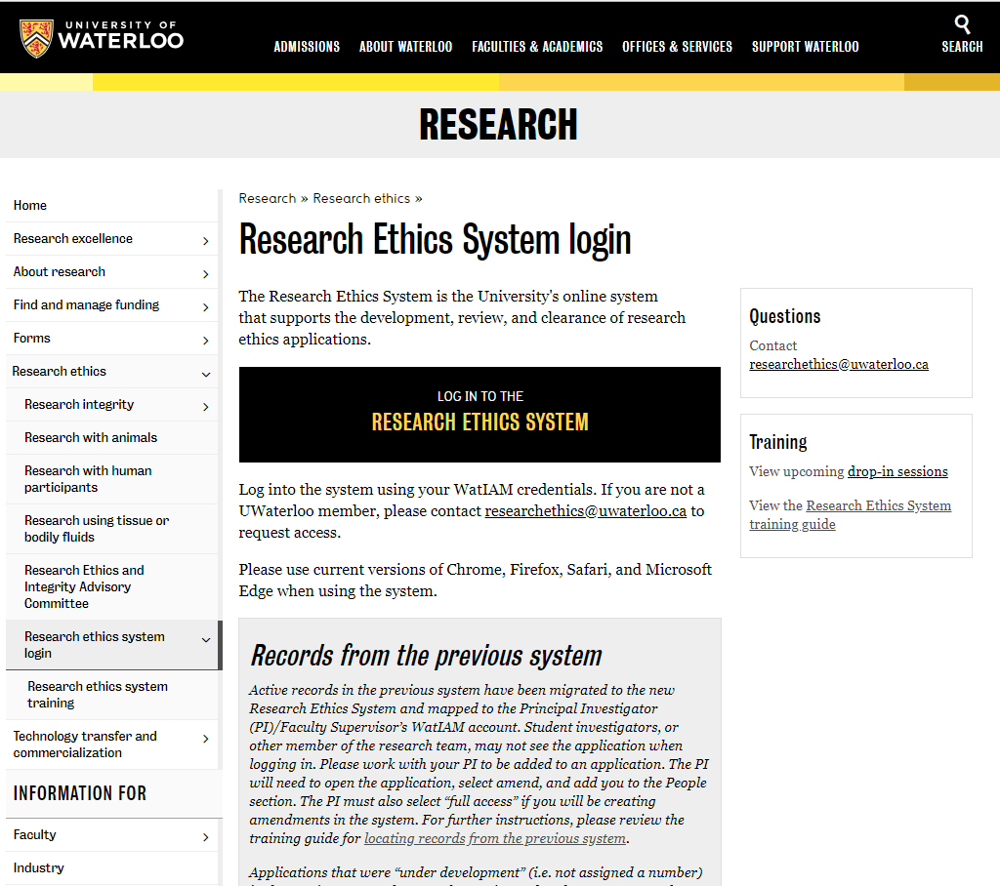 UNIVERSITY OF
WATERLOO
ADMISSIONS ABOUT WATERLOO FACULTIES & ACADEMICS OFFICES & SERVICES SUPPORT WATERLOO SEARCH
RESEARCH
Home
Research excellence
About research
Find and manage funding
Forms
Research ethics
Research integrity
Research with animals
Research with human
participants
Research using tissue or
bodily fluids
Research Ethics and
Integrity Advisory
Committee
Research ethics system
login
Research ethics system
training
Technology transfer and
commercialization
INFORMATION FOR
Faculty
Industry
Research » Research ethics »
Research Ethics System login
The Research Ethics System is the University's online system
that supports the development, review, and clearance of research
ethics applications.
LOG IN TO THE
RESEARCH ETHICS SYSTEM
Log into the system using your WatIAM credentials. If you are not a
UWaterloo member, please contact researchethics@uwaterloo.ca to
request access.
Please use current versions of Chrome, Firefox, Safari, and Microsoft
Edge when using the system.
Records from the previous system
Active records in the previous system have been migrated to the new
Research Ethics System and mapped to the Principal Investigator
(PI)/Faculty Supervisor’s WatIAM account. Student investigators, or
other member of the research team, may not see the application when
logging in. Please work with your PI to be added to an application. The PI
will need to open the application, select amend, and add you to the People
section. The PI must also select “full access” if you will be creating
amendments in the system. For further instructions, please review the
training guide for locating records from the previous system.
Applications that were “under development” (i.e. not assigned a number)
Questions
Contact
researchethics@uwaterloo.ca
Training
View upcoming drop-in sessions
View the Research Ethics System
training guide